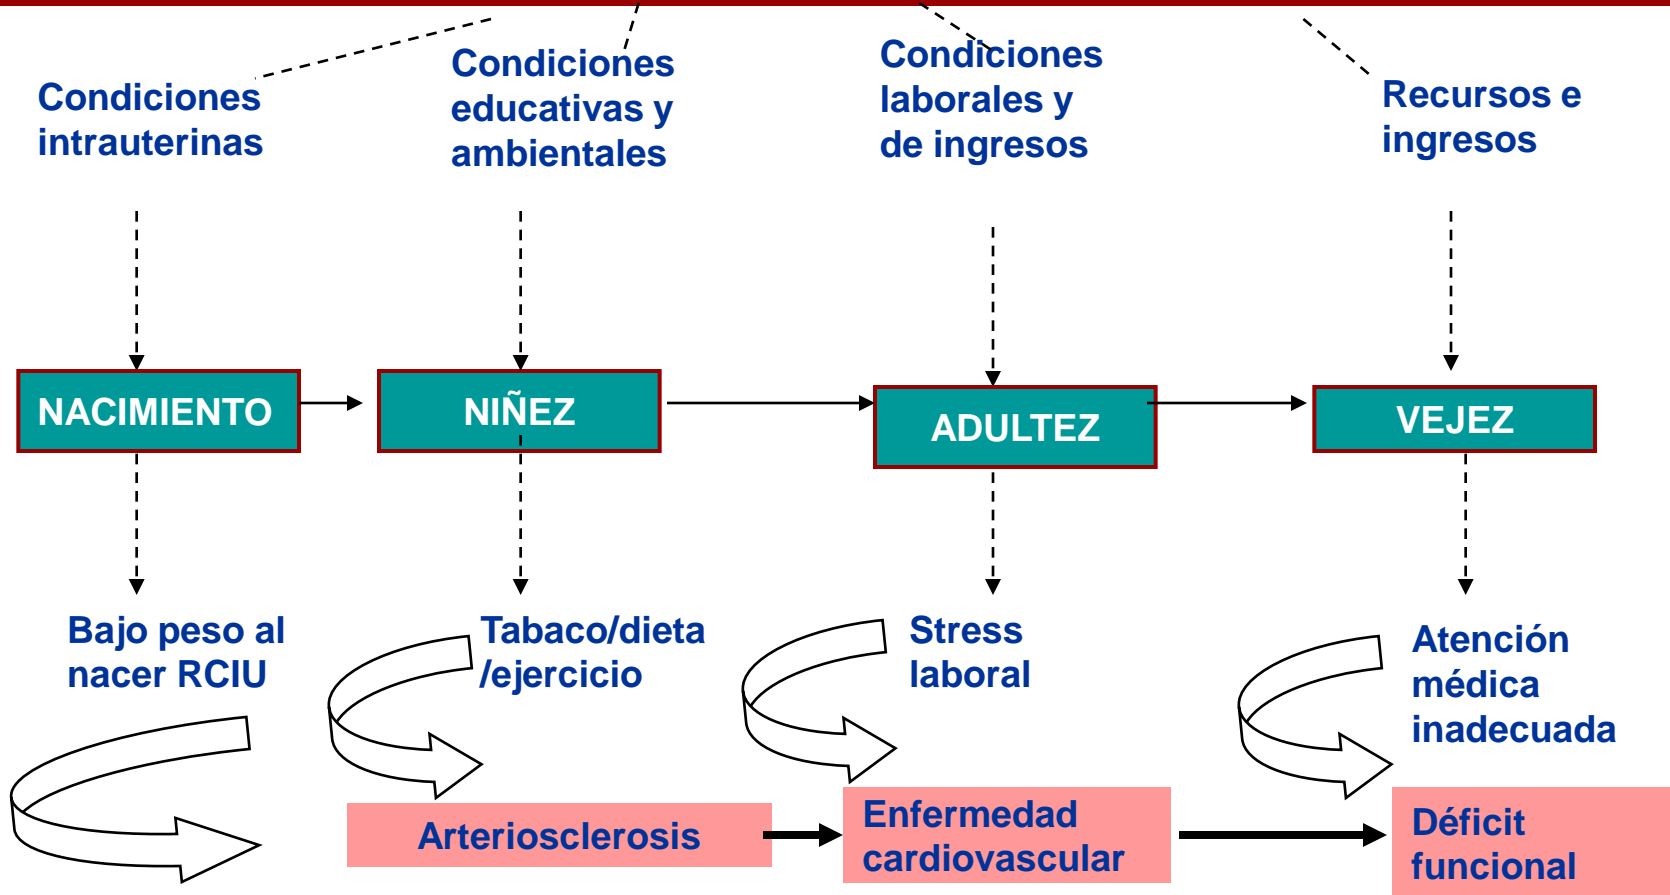 Condiciones
intrauterinas
Condiciones
educativas y
ambientales
Condiciones
laborales y
de ingresos
Recursos e
ingresos
NACIMIENTO
NIÑEZ
ADULTEZ
VEJEZ
Bajo peso al
nacer RCIU
Tabaco/dieta
/ejercicio
Stress
laboral
Atención
médica
inadecuada
Arteriosclerosis
Enfermedad
cardiovascular
Déficit
funcional